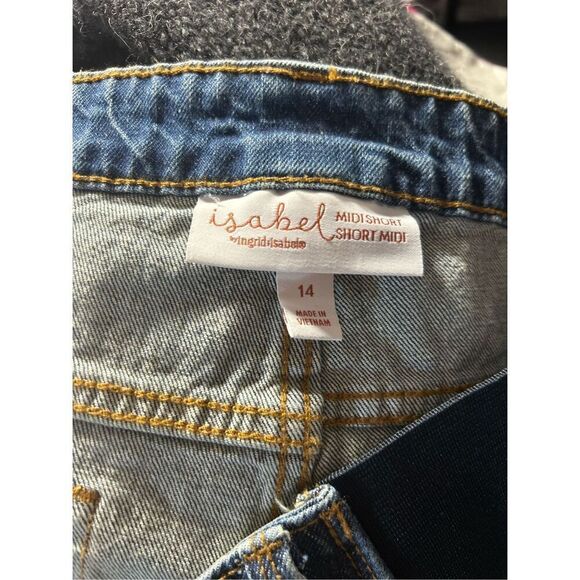 isabel
by ingrid+isabel®
MIDI SHORT
SHORT MIDI
14
MADE IN
VIETNAM